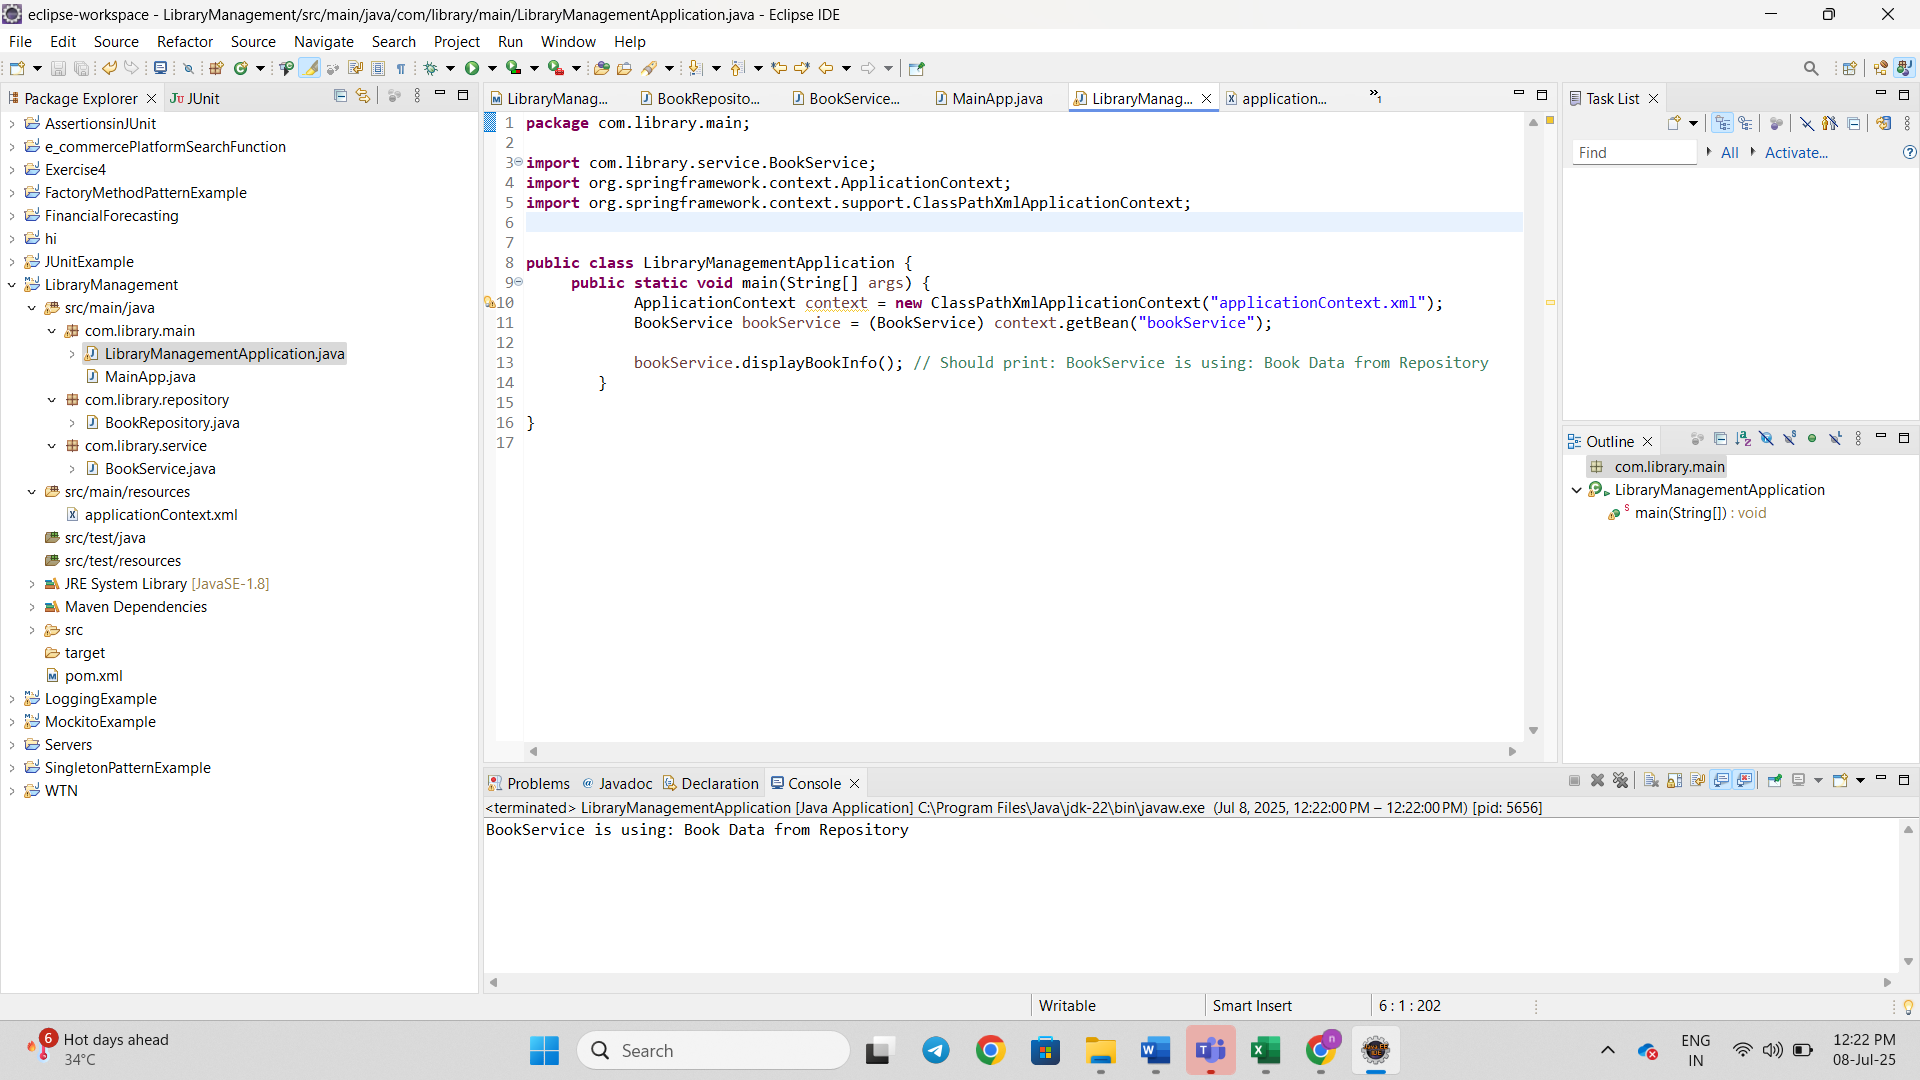 eclipse-workspace - LibraryManagement/src/main/java/com/library/main/LibraryManagementApplication.java - Eclipse IDE
File Edit Source Refactor Source Navigate Search Project Run Window Help
Package Explorer JUnit
AssertionsinJUnit
e_commercePlatformSearchFunction
Exercise4
FactoryMethodPatternExample
FinancialForecasting
hi
JUnitExample
LibraryManagement
src/main/java
com.library.main
LibraryManagementApplication.java
MainApp.java
com.library.repository
BookRepository.java
com.library.service
BookService.java
src/main/resources
applicationContext.xml
src/test/java
src/test/resources
JRE System Library [JavaSE-1.8]
Maven Dependencies
src
target
pom.xml
LoggingExample
MockitoExample
Servers
SingletonPatternExample
WTN
LibraryManag... BookReposito... BookService... MainApp.java LibraryManag... application... »1
1 package com.library.main;
2
3 import com.library.service.BookService;
4 import org.springframework.context.ApplicationContext;
5 import org.springframework.context.support.ClassPathXmlApplicationContext;
6
7
8 public class LibraryManagementApplication {
9 public static void main(String[] args) {
10 ApplicationContext context = new ClassPathXmlApplicationContext("applicationContext.xml");
11 BookService bookService = (BookService) context.getBean("bookService");
12
13 bookService.displayBookInfo(); // Should print: BookService is using: Book Data from Repository
14 }
15
16 }
17
Task List
Find All Activate...
Outline
com.library.main
LibraryManagementApplication
main(String[]) : void
Problems Javadoc Declaration Console
<terminated> LibraryManagementApplication [Java Application] C:\Program Files\Java\jdk-22\bin\javaw.exe (Jul 8, 2025, 12:22:00 PM – 12:22:00 PM) [pid: 5656]
BookService is using: Book Data from Repository
Writable Smart Insert 6 : 1 : 202
6 Hot days ahead
34°C
Search
ENG
IN
12:22 PM
08-Jul-25